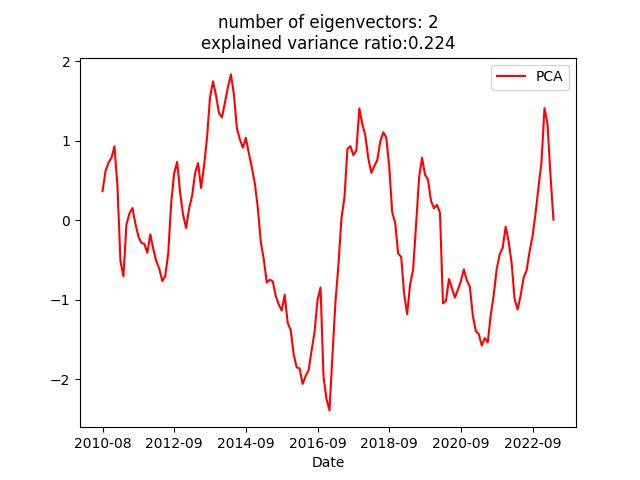 number of eigenvectors: 2
explained variance ratio:0.224
PCA
2
1
0
−1
−2
2010-08 2012-09 2014-09 2016-09 2018-09 2020-09 2022-09
Date